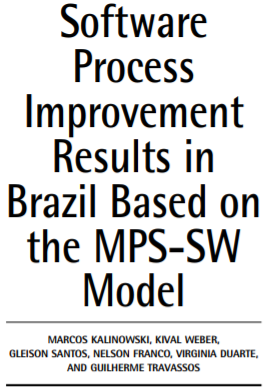 Software
Process
Improvement
Results in
Brazil Based on
the MPS-SW
Model
MARCOS KALINOWSKI, KIVAL WEBER,
GLEISON SANTOS, NELSON FRANCO, VIRGINIA DUARTE,
AND GUILHERME TRAVASSOS